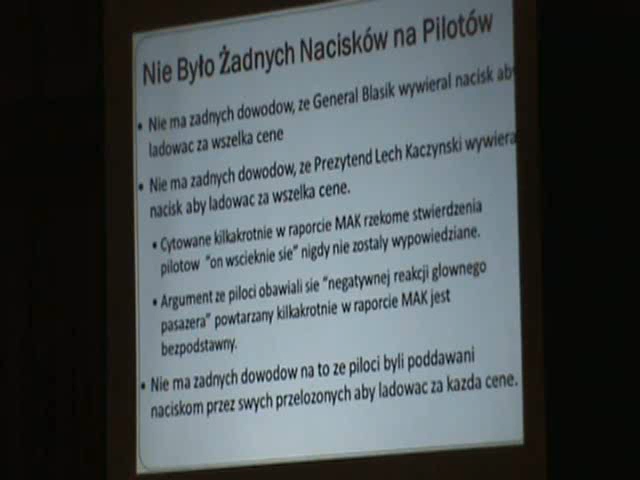 Nie Było Żadnych Nacisków na Pilotów
• Nie ma zadnych dowodow, ze General Blasik wywieral nacisk aby
ladowac za wszelka cene
• Nie ma zadnych dowodow, ze Prezytend Lech Kaczynski wywiera
nacisk aby ladowac za wszelka cene.
• Cytowane kilkakrotnie w raporcie MAK rzekome stwierdzenia
pilotow "on wscieknie sie" nigdy nie zostaly wypowiedziane.
• Argument ze piloci obawiali sie "negatywnej reakcji glownego
pasazera" powtarzany kilkakrotnie w raporcie MAK jest
bezpodstawny.
• Nie ma zadnych dowodow na to ze piloci byli poddawani
naciskom przez swych przelozonych aby ladowac za kazda cene.